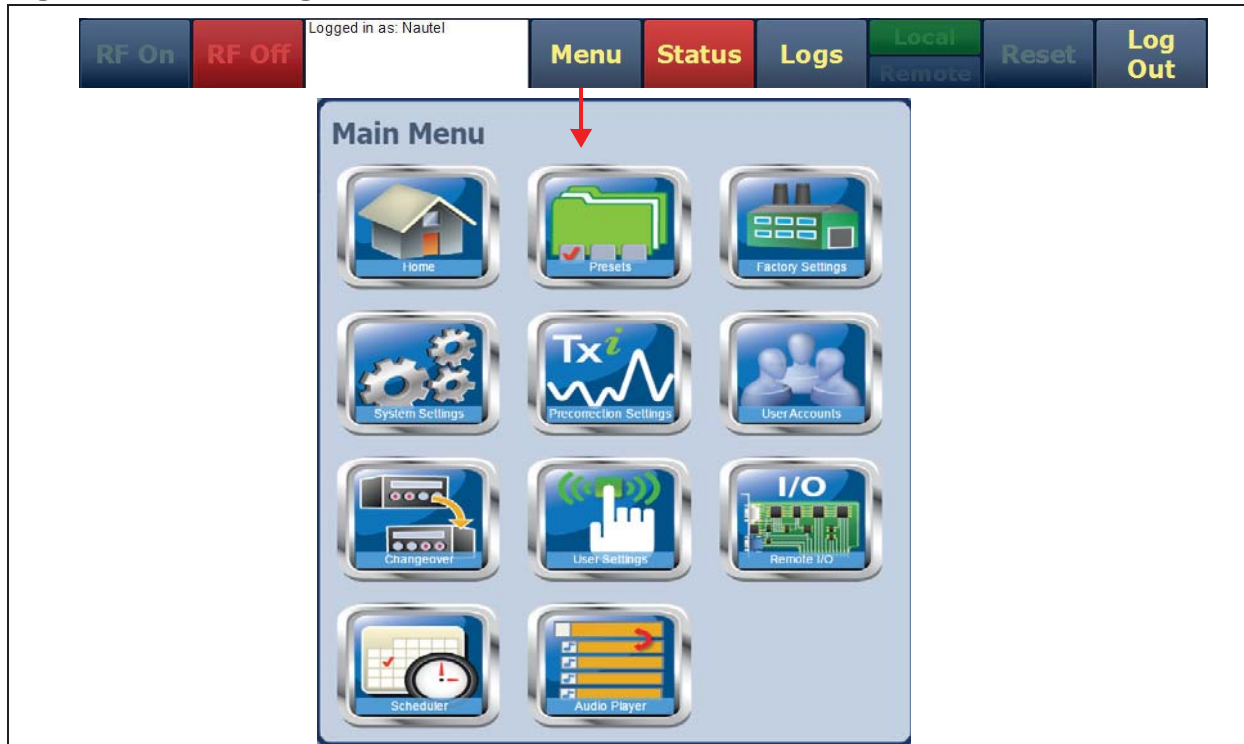 RF On
RF Off
Logged in as: Nautel
Menu
Status
Logs
Local
Remote
Reset
Log
Out
Main Menu
Home
Presets
Factory Settings
Tx i
System Settings
Precorrection Settings
User Accounts
I/O
Changeover
User Settings
Remote I/O
Scheduler
Audio Player